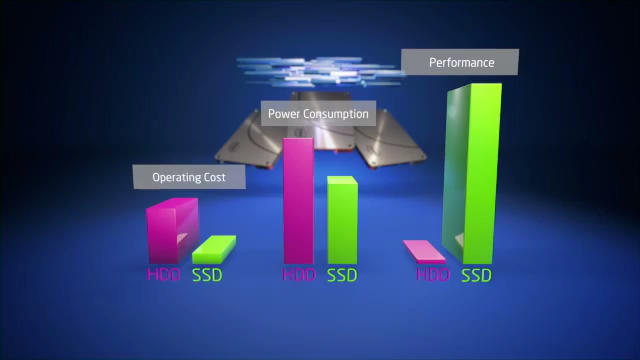 Performance
Power Consumption
Operating Cost
HDD SSD
HDD SSD
HDD SSD